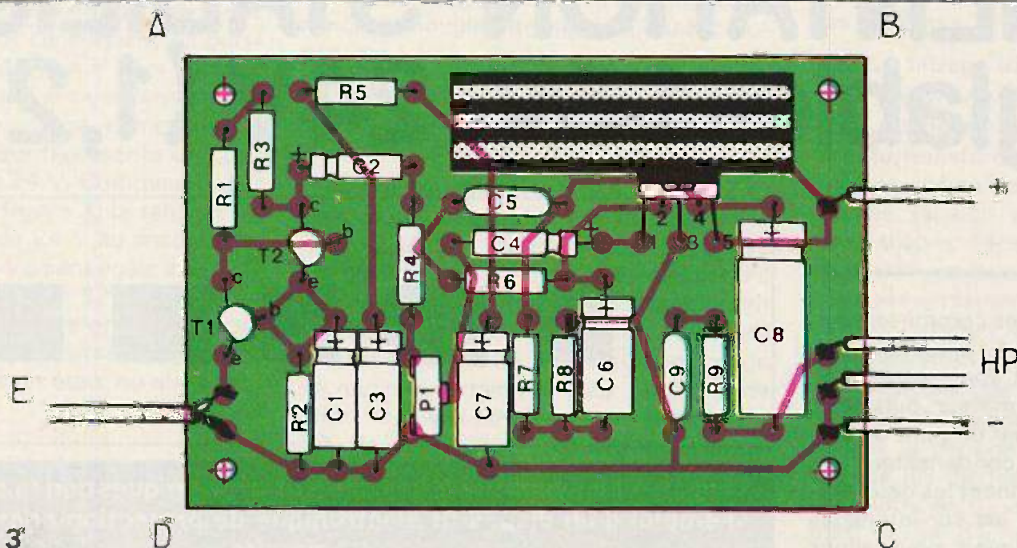 A B
R5
R3
+ C2
R1
C5
+
c b
T2
2 4
C4 +
1 3 5
+
R4
e
c
R6
T1 b
C8
e
+ + + +
HP
E
R2 C1 C3 P1 C7 R7 R8 C6 C9 R9
-
3 D C